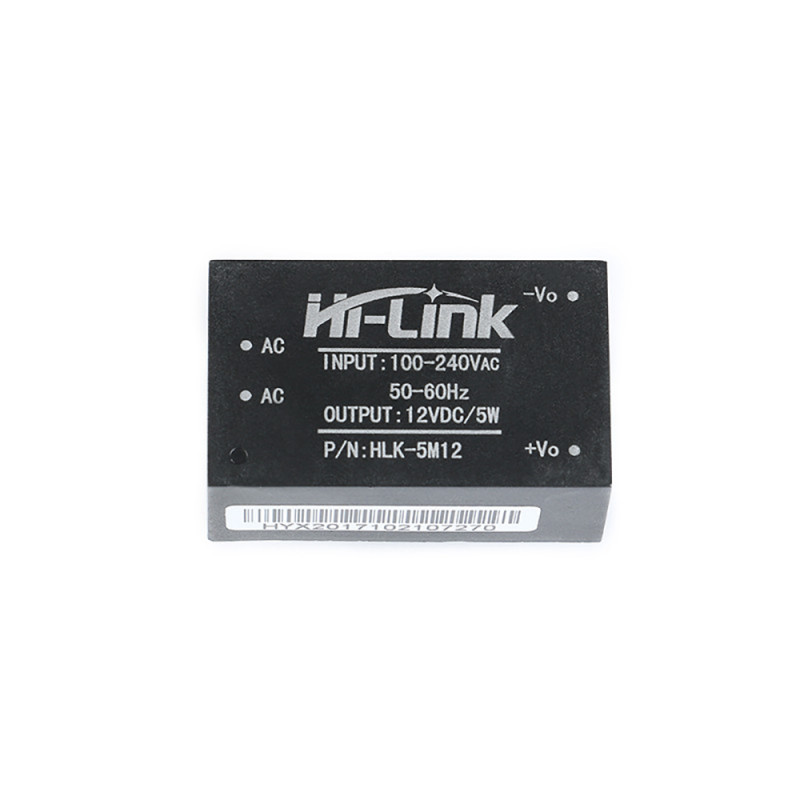 Hi-Link
-Vo
AC
INPUT:100-240VAC
AC
50-60Hz
OUTPUT:12VDC/5W
P/N:HLK-5M12
+Vo
HYX2017102107270